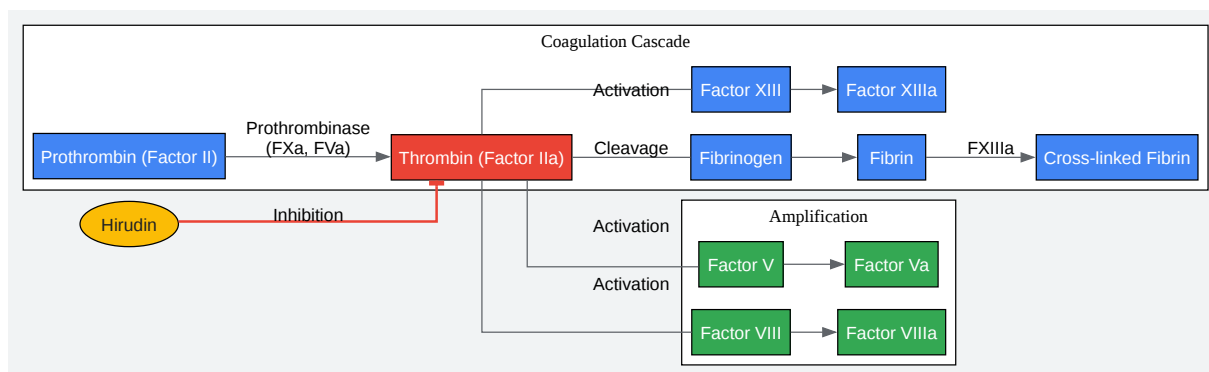 Coagulation Cascade
Activation
Factor XIII
Factor XIIIa
Prothrombinase
(FXa, FVa)
Prothrombin (Factor II)
Thrombin (Factor IIa)
Cleavage
Fibrinogen
Fibrin
FXIIIa
Cross-linked Fibrin
Hirudin
Inhibition
Amplification
Activation
Factor V
Factor Va
Activation
Factor VIII
Factor VIIIa